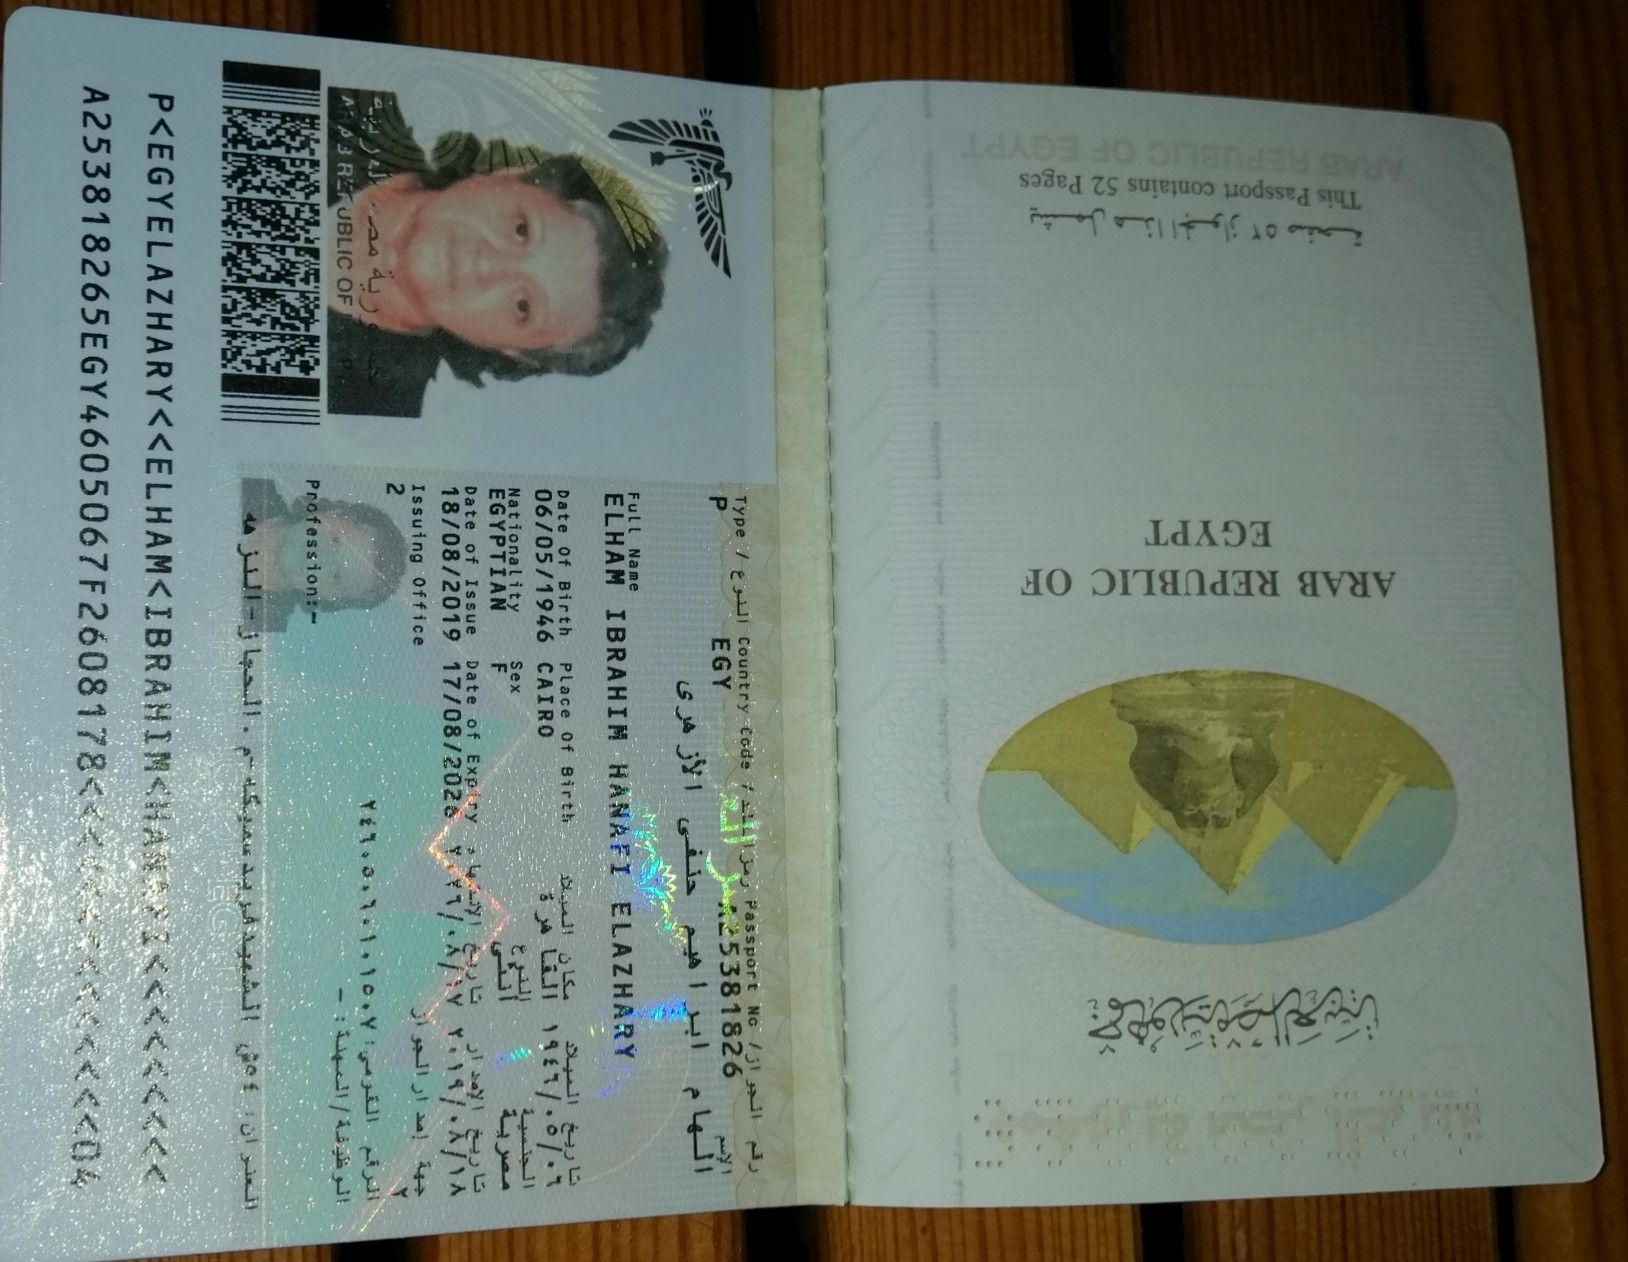 جمهورية مصر العربية
ARAB REPUBLIC OF
EGYPT
يشمل هذا الجواز ٥٢ صفحة
This Passport contains 52 Pages
ARAB REPUBLIC OF EGYPT
Type / النوع Country Code / رمز البلد Passport No / رقم الجواز
P EGY A25381826
الإسم
الهام ابراهيم حنفى الأزهرى
Full Name
ELHAM IBRAHIM HANAFI ELAZHARY
Date Of Birth Place Of Birth مكان الميلاد تاريخ الميلاد
06/05/1946 CAIRO القاهرة ١٩٤٦/٠٥/٠٦
Nationality Sex النوع الجنسية
EGYPTIAN F أنثى مصرية
Date of Issue Date of Expiry تاريخ الإنتهاء تاريخ الإصدار
18/08/2019 17/08/2026 ٢٠٢٦/٠٨/١٧ ٢٠١٩/٠٨/١٨
Issuing Office جهة إصدار الجواز
2 ٢
الرقم القومى: ٢٤٦٠٥٠٦٠١٠١٥٠٧
الوظيفة/المهنة: -
Profession:-
العنوان: ٥٤ش الشهيدفريدسميكه-م.الحجاز-النزهه
جمهورية مصر العربية
ARAB REPUBLIC OF EGYPT
P<EGYELAZHARY<<ELHAM<IBRAHIM<HANAFI<<<<<<<<<
A253818265EGY4605067F2608178<<<<<<<<<<<<<<04